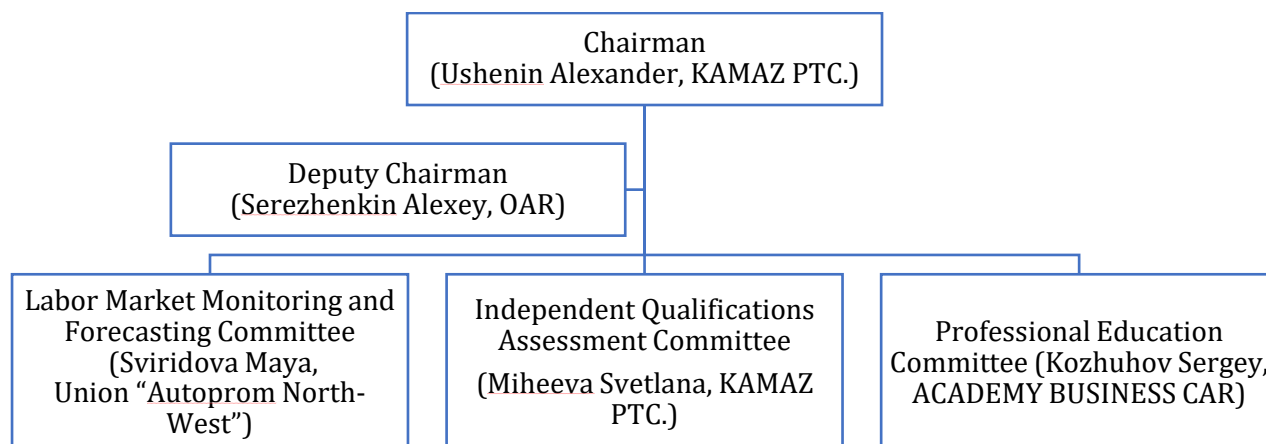 Chairman
(Ushenin Alexander, KAMAZ PTC.)
Deputy Chairman
(Serezhenkin Alexey, OAR)
Labor Market Monitoring and
Forecasting Committee
(Sviridova Maya,
Union “Autoprom North-
West”)
Independent Qualifications
Assessment Committee
(Miheeva Svetlana, KAMAZ
PTC.)
Professional Education
Committee (Kozhuhov Sergey,
ACADEMY BUSINESS CAR)